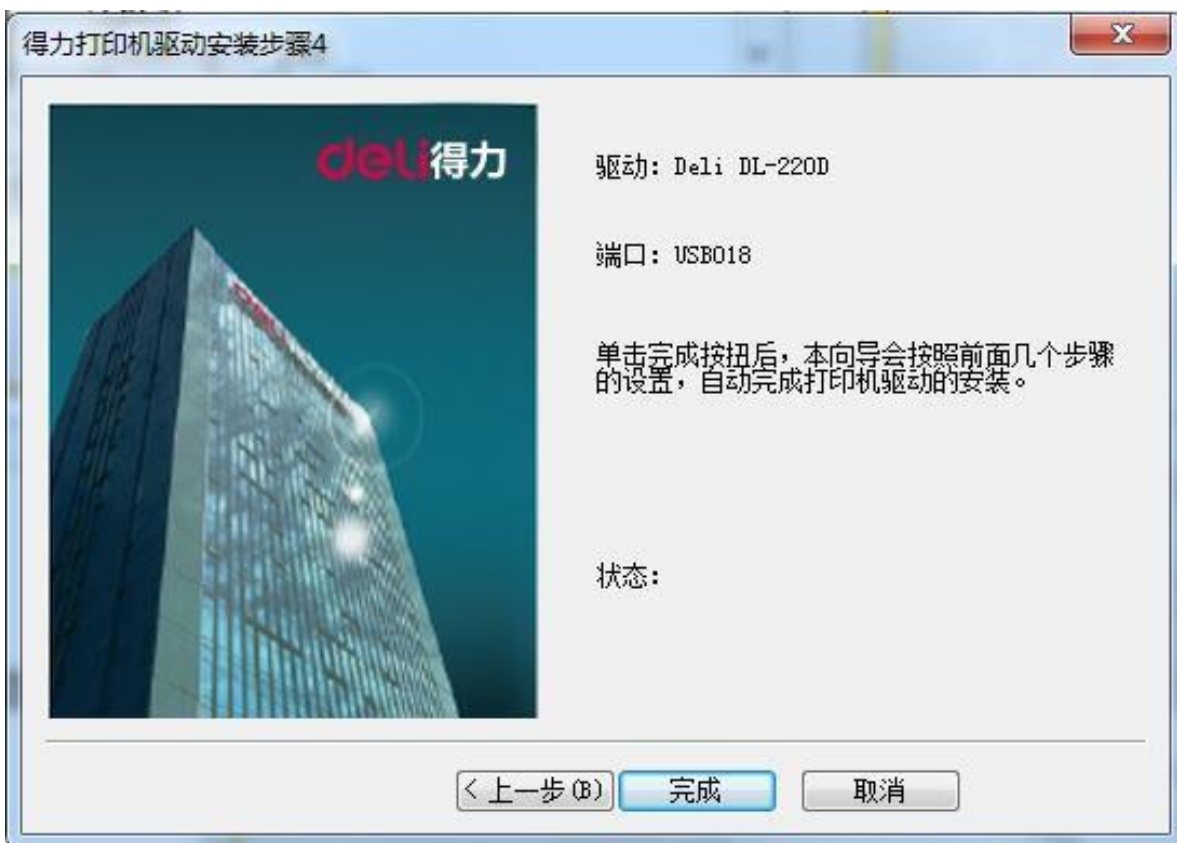 得力打印机驱动安装步骤4
deli得力
DELI
驱动: Deli DL-220D
端口: USB018
单击完成按扭后，本向导会按照前面几个步骤
的设置，自动完成打印机驱动的安装。
状态:
< 上一步(B)
完成
取消